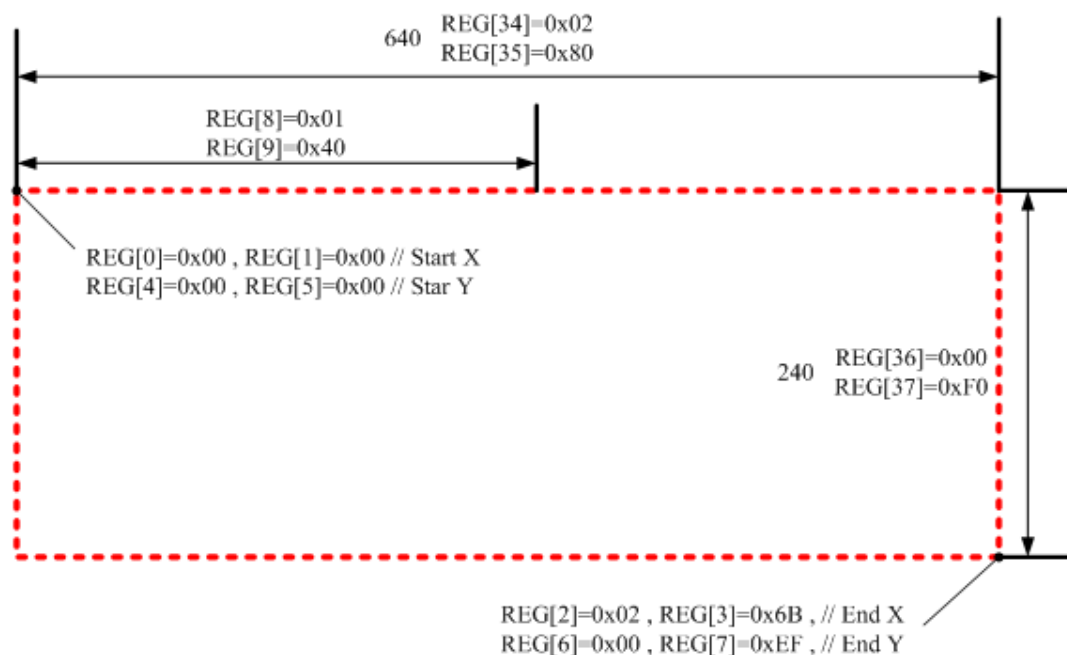 640 REG[34]=0x02
REG[35]=0x80
REG[8]=0x01
REG[9]=0x40
REG[0]=0x00 , REG[1]=0x00 // Start X
REG[4]=0x00 , REG[5]=0x00 // Star Y
240 REG[36]=0x00
REG[37]=0xF0
REG[2]=0x02 , REG[3]=0x6B , // End X
REG[6]=0x00 , REG[7]=0xEF , // End Y